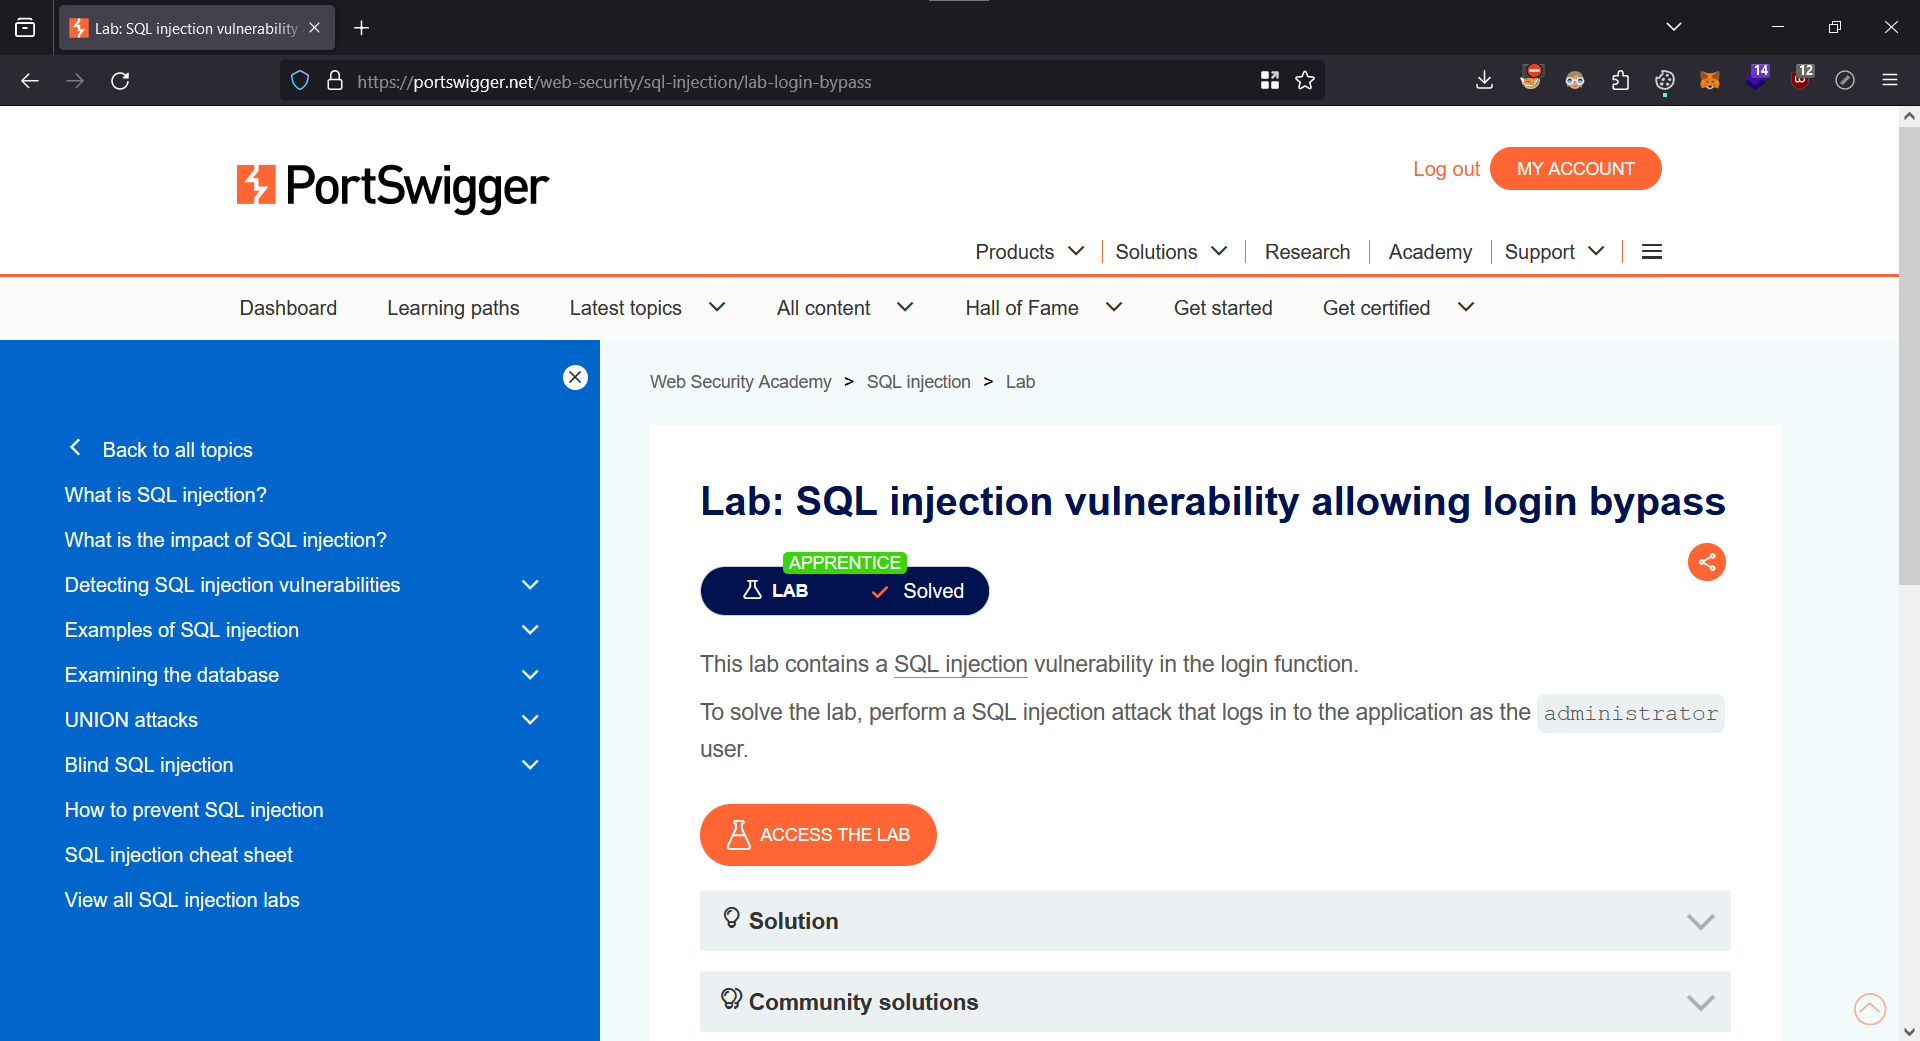 Lab: SQL injection vulnerability
https://portswigger.net/web-security/sql-injection/lab-login-bypass
14
12
PortSwigger
Log out
MY ACCOUNT
Products
Solutions
Research
Academy
Support
Dashboard
Learning paths
Latest topics
All content
Hall of Fame
Get started
Get certified
Back to all topics
What is SQL injection?
What is the impact of SQL injection?
Detecting SQL injection vulnerabilities
Examples of SQL injection
Examining the database
UNION attacks
Blind SQL injection
How to prevent SQL injection
SQL injection cheat sheet
View all SQL injection labs
Web Security Academy > SQL injection > Lab
Lab: SQL injection vulnerability allowing login bypass
APPRENTICE
LAB
Solved
This lab contains a SQL injection vulnerability in the login function.
To solve the lab, perform a SQL injection attack that logs in to the application as the administrator
user.
ACCESS THE LAB
Solution
Community solutions